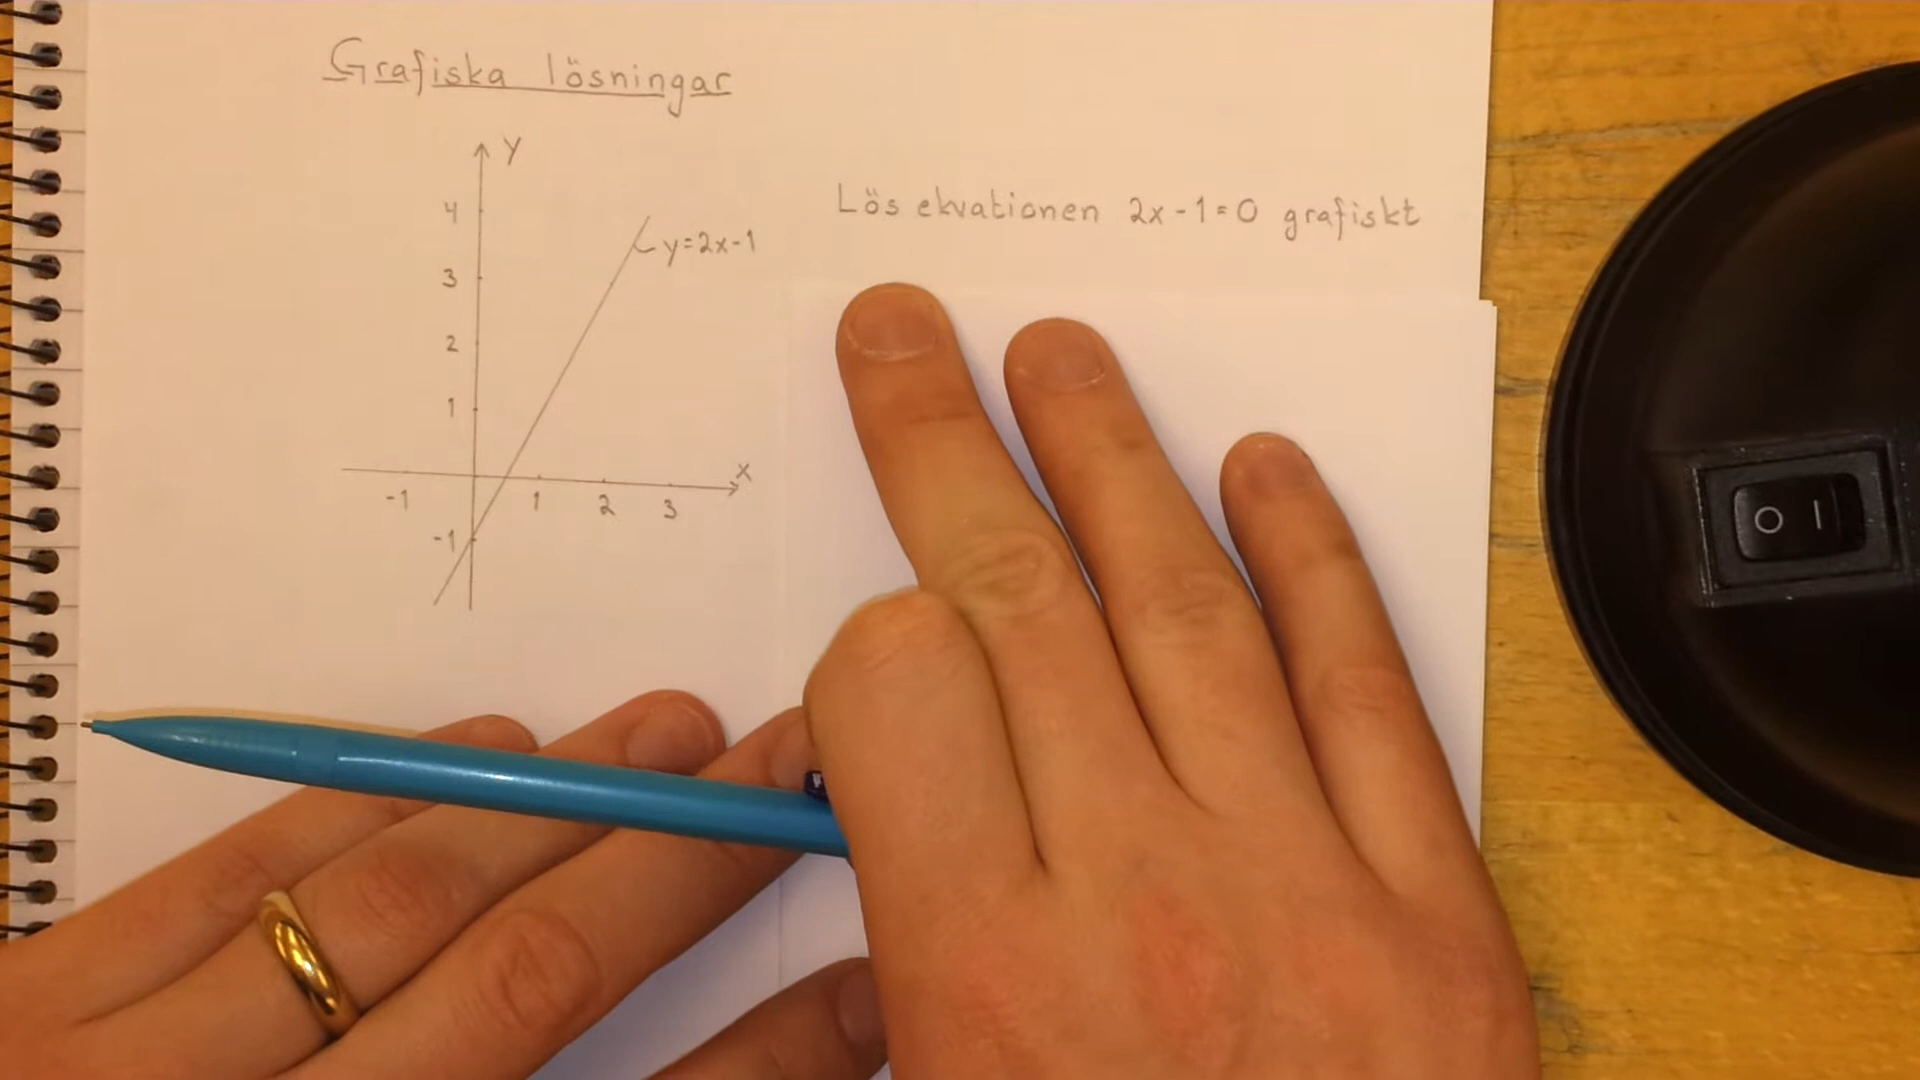 Grafiska lösningar
y
4
y=2x-1
3
2
1
x
-1
1
2
3
-1
Lös ekvationen 2x-1=0 grafiskt
O I